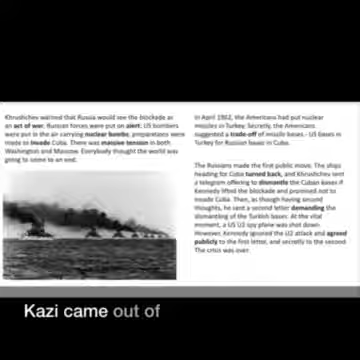 Khrushchev warned that Russia would see the blockade as
an act of war. Russian forces were put on alert; US bombers
were put in the air carrying nuclear bombs; preparations were
made to invade Cuba. There was massive tension in both
Washington and Moscow. Everybody thought the world was
going to come to an end.
In April 1962, the Americans had put nuclear
missiles in Turkey. Secretly, the Americans
suggested a trade-off of missile bases - US bases in
Turkey for Russian bases in Cuba.
The Russians made the first public move. The ships
heading for Cuba turned back, and Khrushchev sent
a telegram offering to dismantle the Cuban bases if
Kennedy lifted the blockade and promised not to
invade Cuba. Then, as though having second
thoughts, he sent a second letter demanding the
dismantling of the Turkish bases. At the vital
moment, a US U2 spy plane was shot down.
However, Kennedy ignored the U2 attack and agreed
publicly to the first letter, and secretly to the second.
The crisis was over.
Kazi came out of